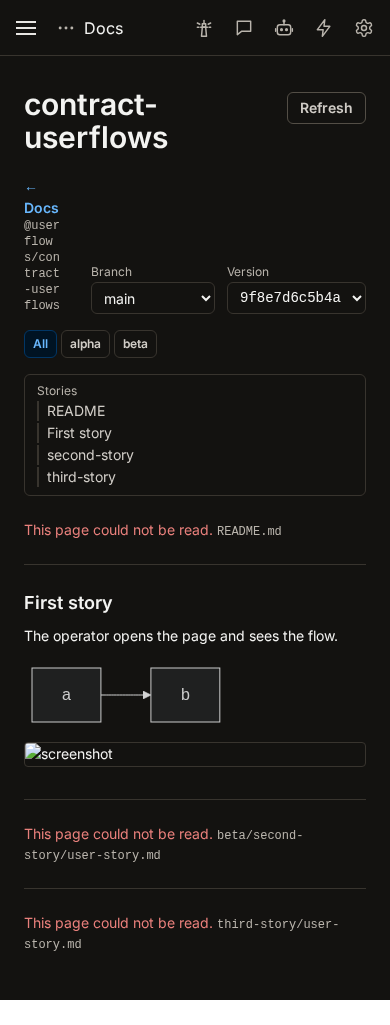 Docs
contract-
userflows
Refresh
←
Docs
@user
flow
s/con
tract
-user
flows
Branch
main
Version
9f8e7d6c5b4a
All
alpha
beta
Stories
README
First story
second-story
third-story
This page could not be read. README.md
First story
The operator opens the page and sees the flow.
a
b
screenshot
This page could not be read. beta/second-
story/user-story.md
This page could not be read. third-story/user-
story.md